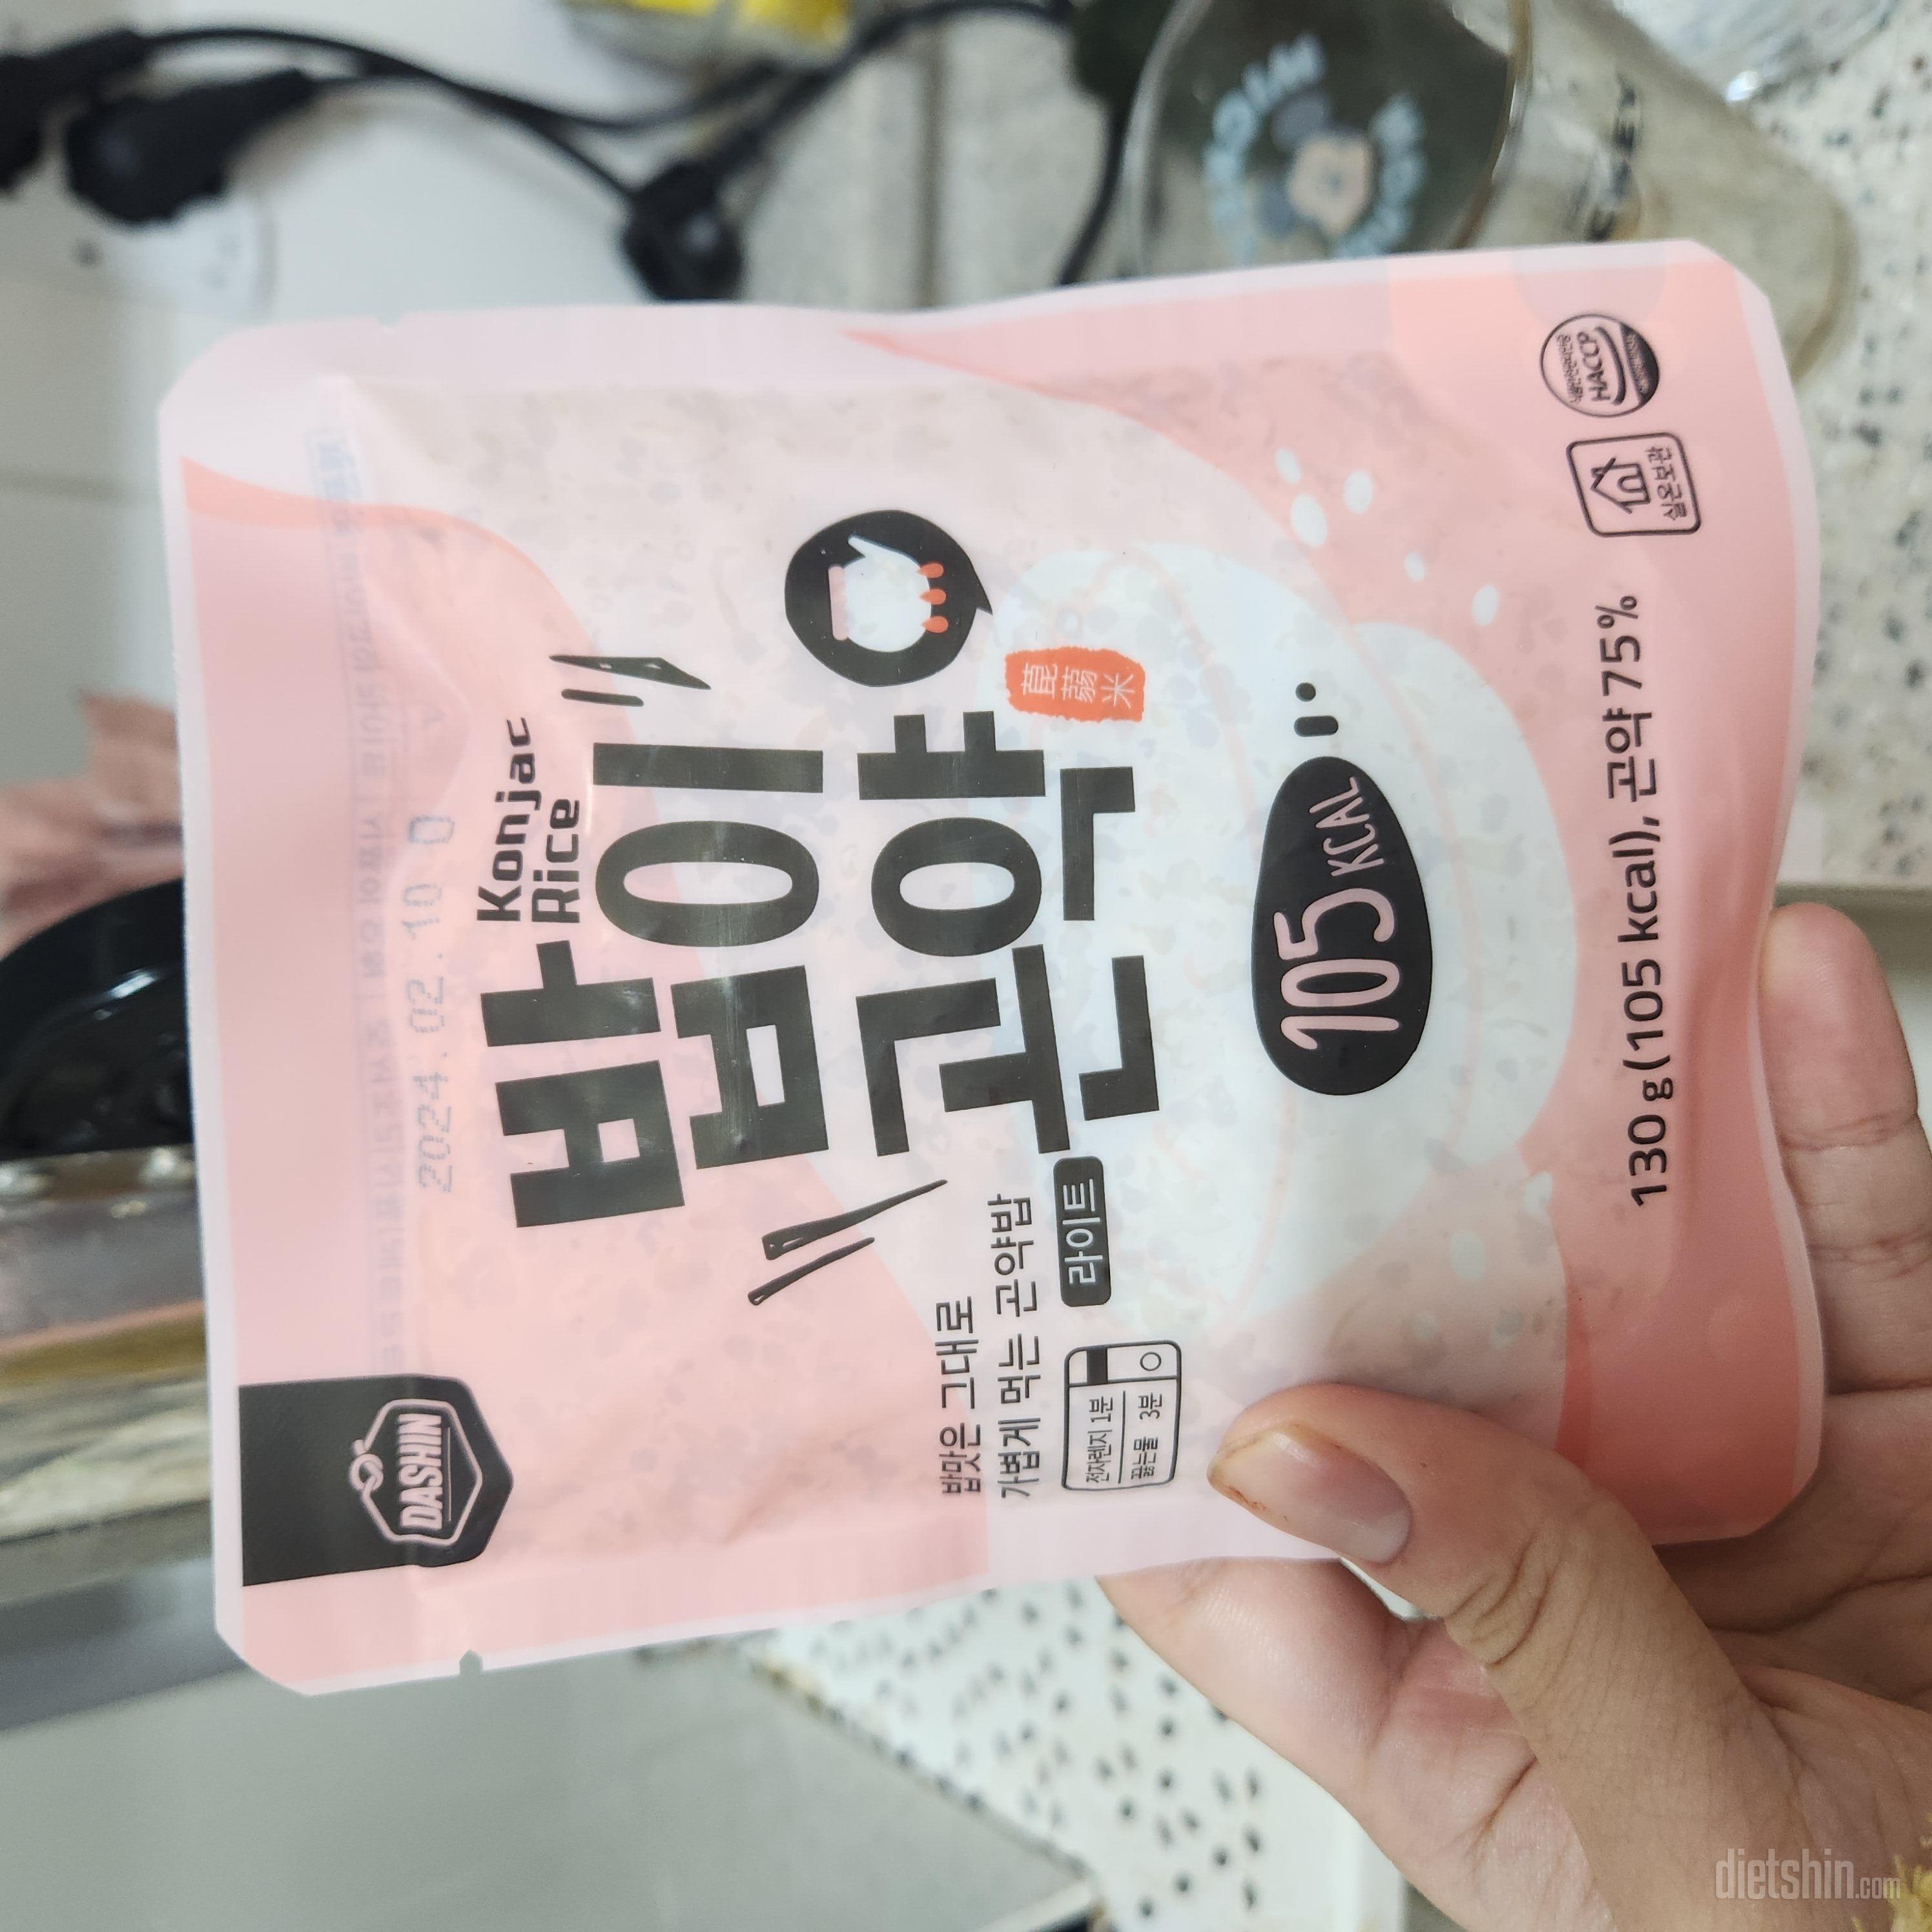 DASHIN
2024. 02. 10
Konjac
Rice
밥이
곤약
蒟
蒻
米
밥맛은 그대로
가볍게 먹는 곤약밥
라이트
전자렌지 1분
끓는물 3분
105 KCAL
130 g (105 kcal), 곤약 75%
실온보관
HACCP
dietshin.com